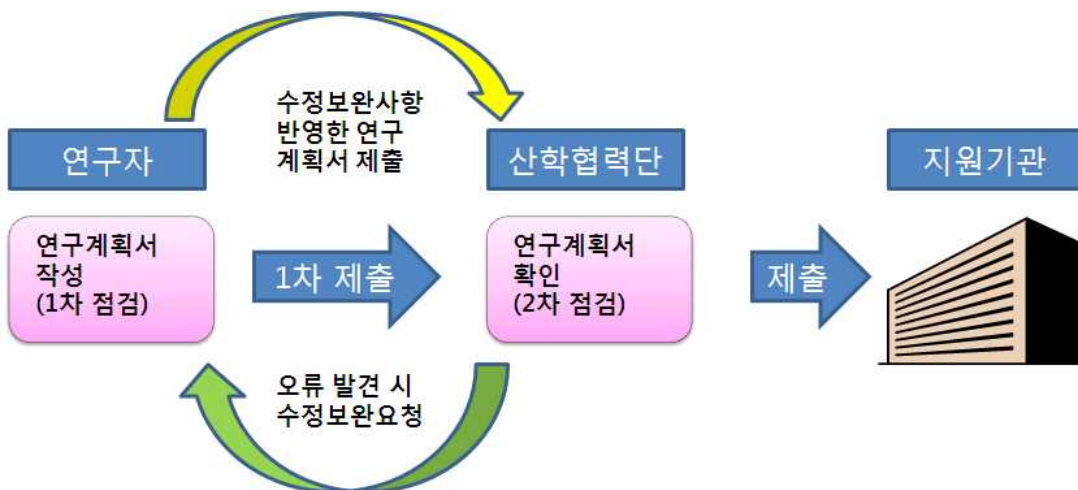 수정보완사항
반영한 연구
계획서 제출
연구자
산학협력단
지원기관
연구계획서
작성
(1차 점검)
1차 제출
연구계획서
확인
(2차 점검)
제출
오류 발견 시
수정보완요청